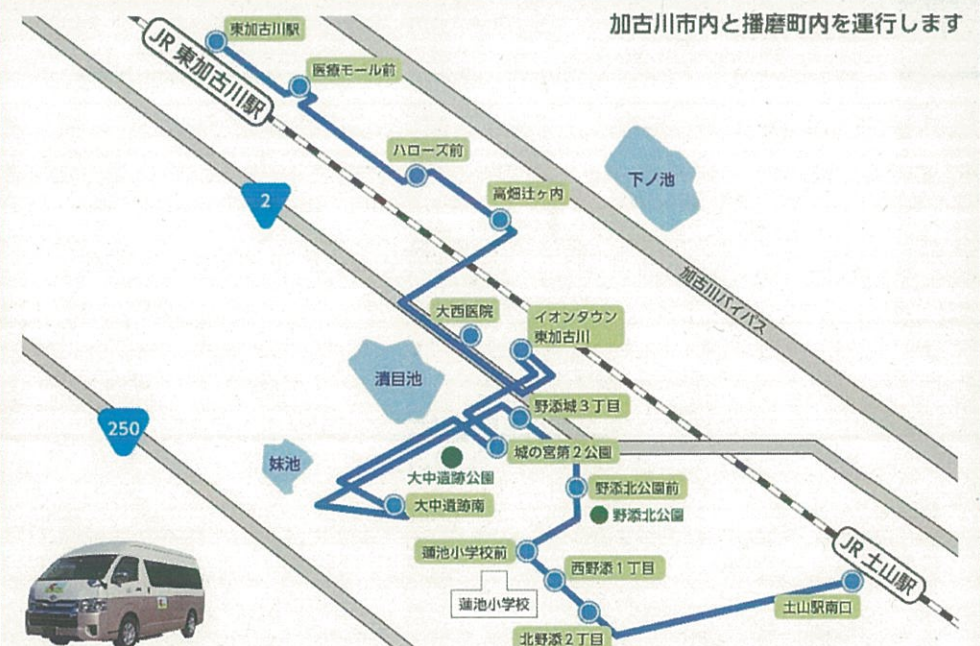 加古川市内と播磨町内を運行します
東加古川駅
JR 東加古川駅
医療モール前
ハローズ前
高畑辻ヶ内
下ノ池
2
加古川バイパス
大西医院
イオンタウン
東加古川
瀆目池
野添城3丁目
250
城の宮第2公園
妹池
大中遺跡公園
大中遺跡南
野添北公園前
野添北公園
蓮池小学校前
JR 土山駅
西野添1丁目
蓮池小学校
土山駅南口
北野添2丁目